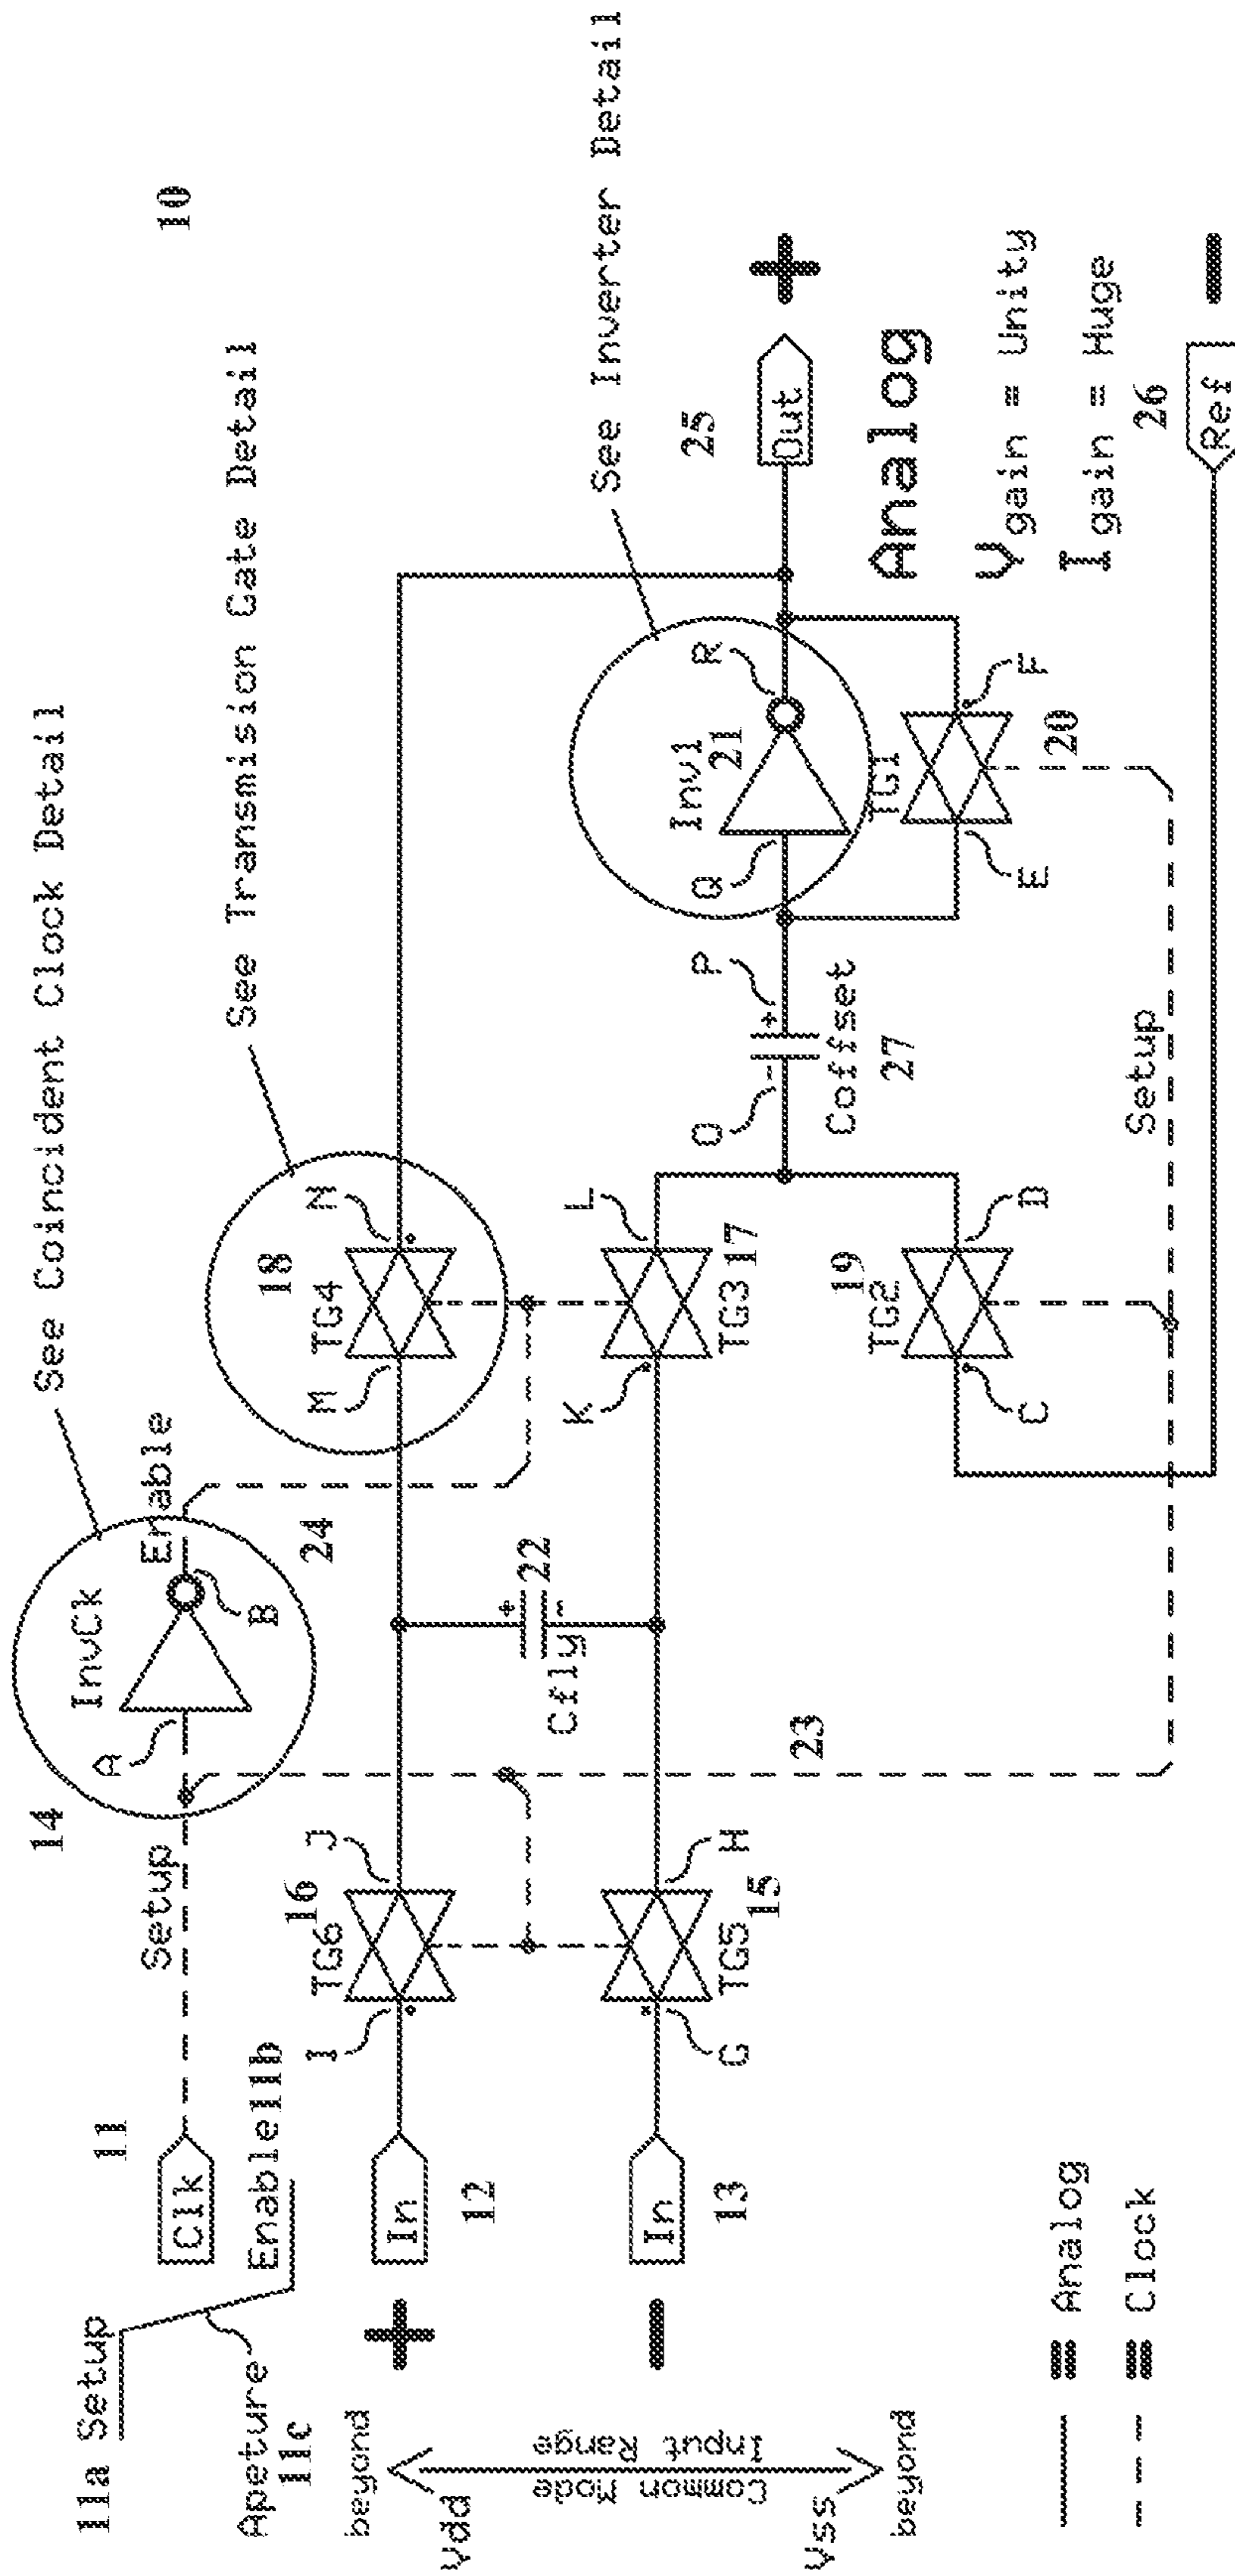 10
See Coincident Clock Detail
See Transmision Gate Detail
See Inverter Detail
11a Setup
Apeture
11c
Enable11b
11
Clk
Setup
14
InvCk
A
B
Enable
24
beyond
Vdd
Common Mode
Input Range
Vss
beyond
+
In
12
I
16
TG6
J
M
18
TG4
N
−
In
13
G
TG5
15
H
+
Cfly
−
22
23
K
TG3
17
L
19
TG2
C
D
O
−
+
P
Coffset
27
Q
Inv1
21
R
TG1
E
F
20
Setup
25
Out
+
Analog
Vgain = Unity
Igain = Huge
26
Ref
−
= Analog
= Clock